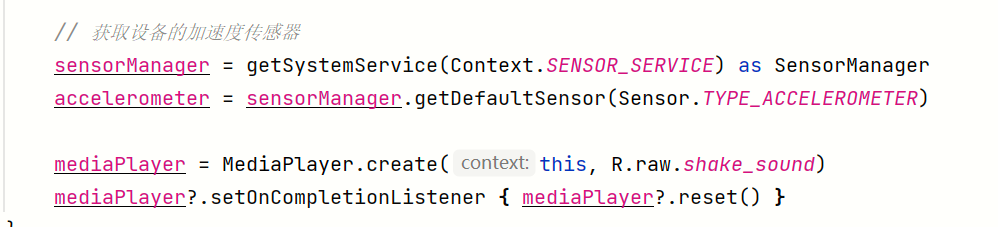 // 获取设备的加速度传感器
sensorManager = getSystemService(Context.SENSOR_SERVICE) as SensorManager
accelerometer = sensorManager.getDefaultSensor(Sensor.TYPE_ACCELEROMETER)
mediaPlayer = MediaPlayer.create( context: this, R.raw.shake_sound)
mediaPlayer?.setOnCompletionListener { mediaPlayer?.reset() }
}